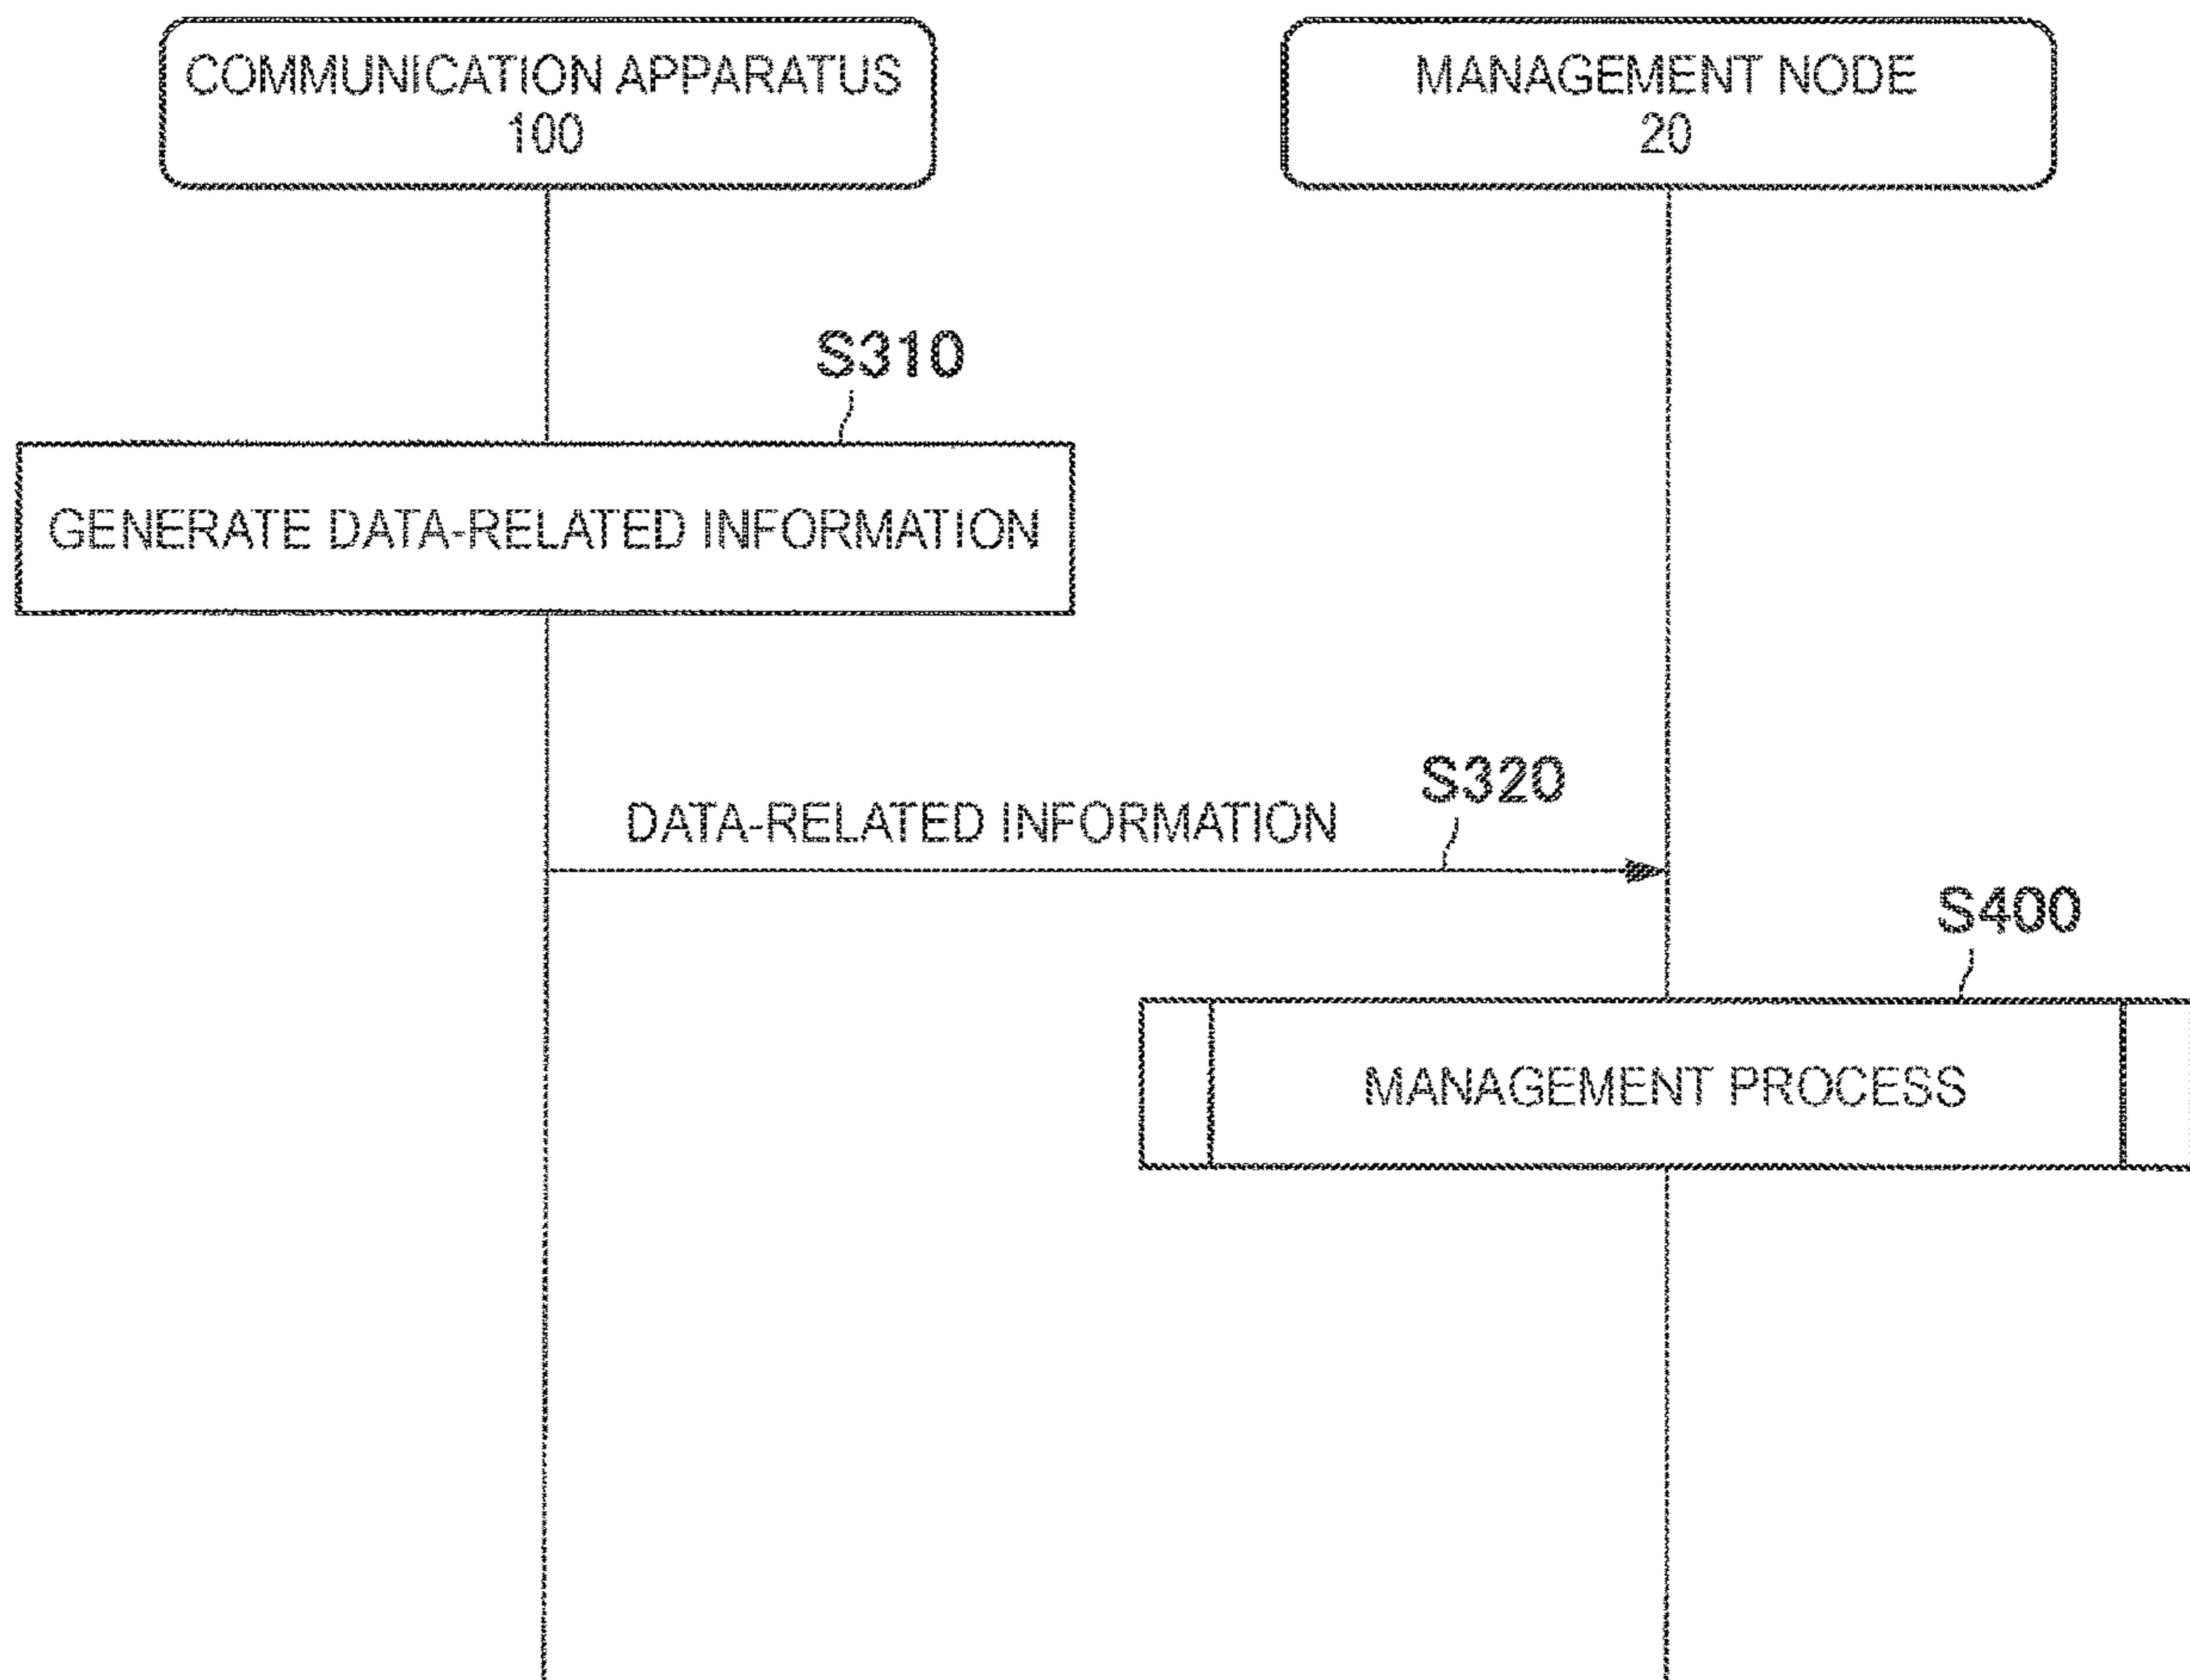 COMMUNICATION APPARATUS
100
MANAGEMENT NODE
20
S310
GENERATE DATA-RELATED INFORMATION
S320
DATA-RELATED INFORMATION
S400
MANAGEMENT PROCESS